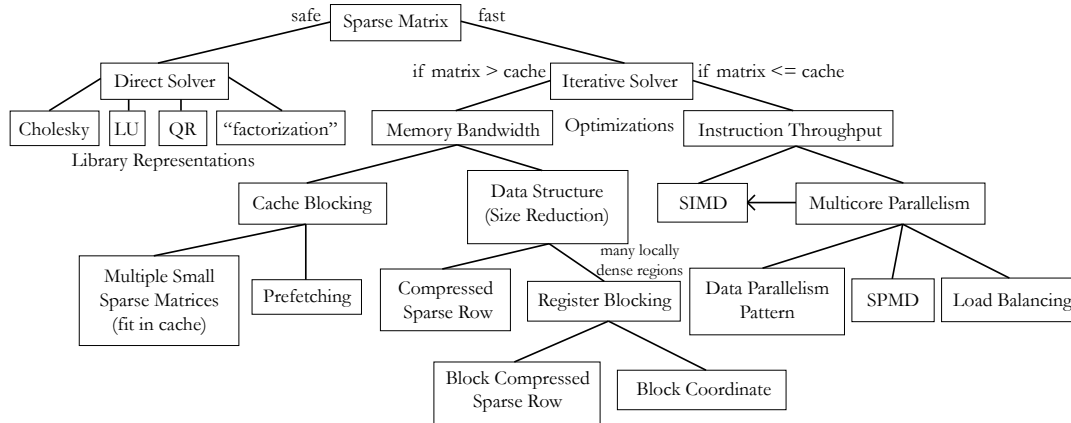 safe
Sparse Matrix
fast
Direct Solver
if matrix > cache
Iterative Solver
if matrix <= cache
Cholesky
LU
QR
“factorization”
Library Representations
Memory Bandwidth
Optimizations
Instruction Throughput
Cache Blocking
Data Structure
(Size Reduction)
SIMD
Multicore Parallelism
many locally
dense regions
Multiple Small
Sparse Matrices
(fit in cache)
Prefetching
Compressed
Sparse Row
Register Blocking
Data Parallelism
Pattern
SPMD
Load Balancing
Block Compressed
Sparse Row
Block Coordinate